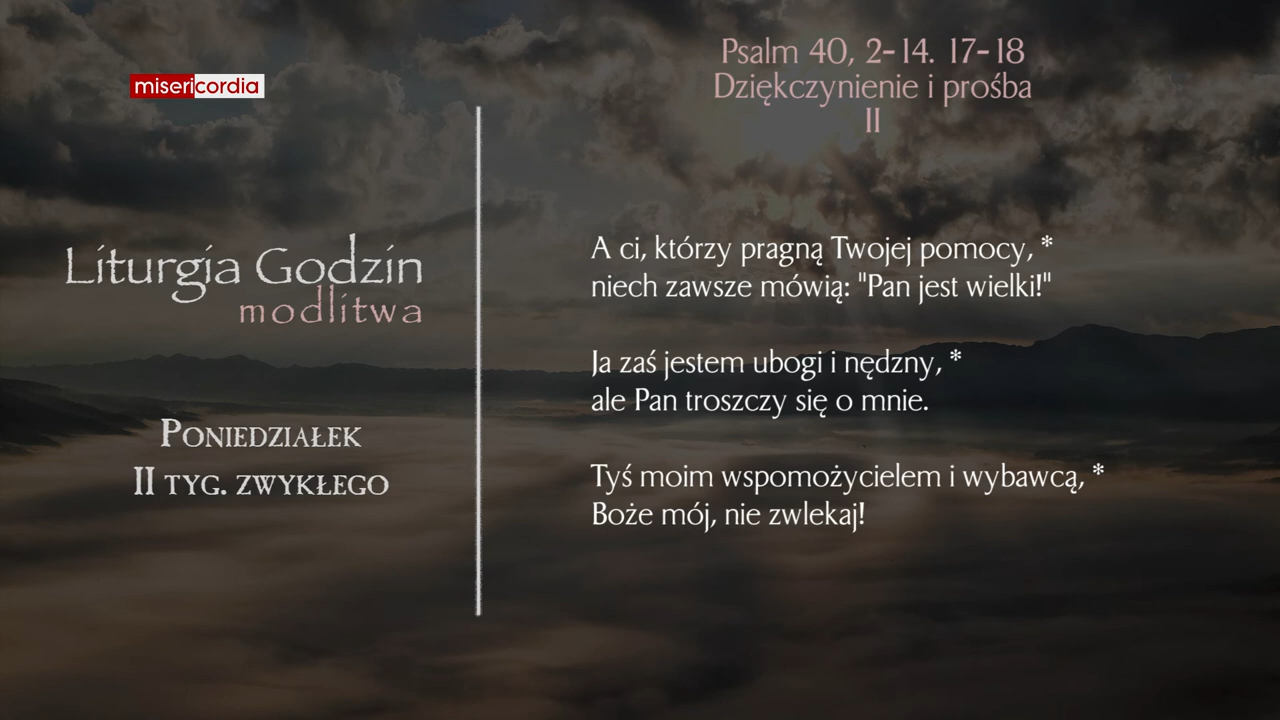 misericordia
Liturgia Godzin
modlitwa
Poniedziałek
II tyg. zwykłego
Psalm 40, 2-14. 17-18
Dziękczynienie i prośba
II
A ci, którzy pragną Twojej pomocy, *
niech zawsze mówią: "Pan jest wielki!"
Ja zaś jestem ubogi i nędzny, *
ale Pan troszczy się o mnie.
Tyś moim wspomożycielem i wybawcą, *
Boże mój, nie zwlekaj!